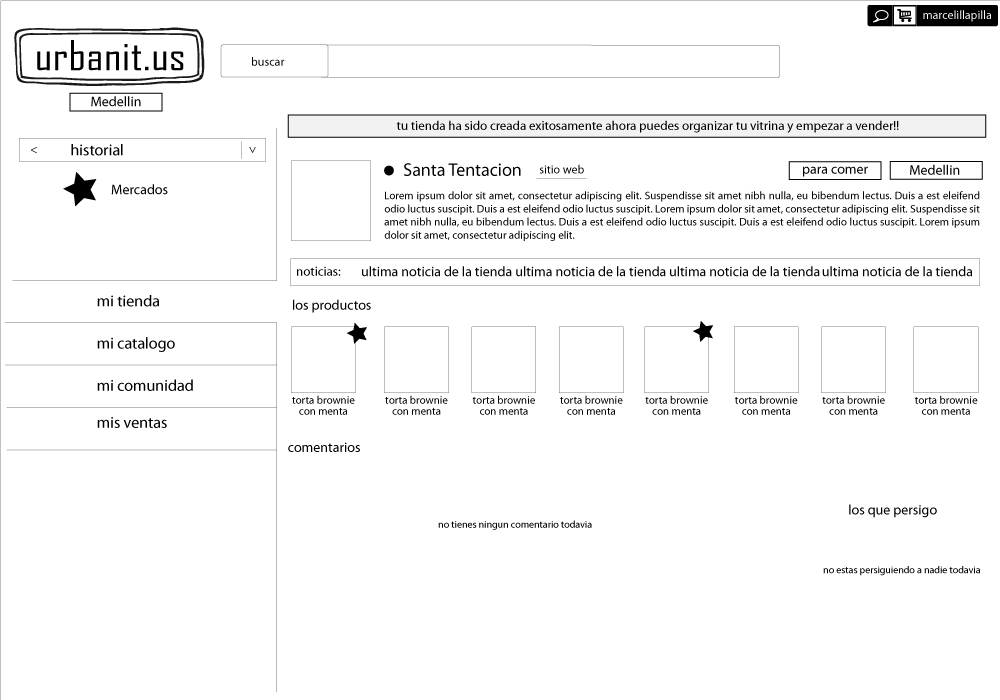 marcelillapilla
urbanit.us
buscar
Medellin
tu tienda ha sido creada exitosamente ahora puedes organizar tu vitrina y empezar a vender!!
< historial v
Mercados
Santa Tentacion sitio web para comer Medellin
Lorem ipsum dolor sit amet, consectetur adipiscing elit. Suspendisse sit amet nibh nulla, eu bibendum lectus. Duis a est eleifend
odio luctus suscipit. Duis a est eleifend odio luctus suscipit. Lorem ipsum dolor sit amet, consectetur adipiscing elit. Suspendisse sit
amet nibh nulla, eu bibendum lectus. Duis a est eleifend odio luctus suscipit. Duis a est eleifend odio luctus suscipit. Lorem ipsum
dolor sit amet, consectetur adipiscing elit.
noticias: ultima noticia de la tienda ultima noticia de la tienda ultima noticia de la tienda ultima noticia de la tienda
mi tienda
mi catalogo
mi comunidad
mis ventas
los productos
torta brownie torta brownie torta brownie torta brownie torta brownie torta brownie torta brownie torta brownie
con menta con menta con menta con menta con menta con menta con menta con menta
comentarios
no tienes ningun comentario todavia
los que persigo
no estas persiguiendo a nadie todavia